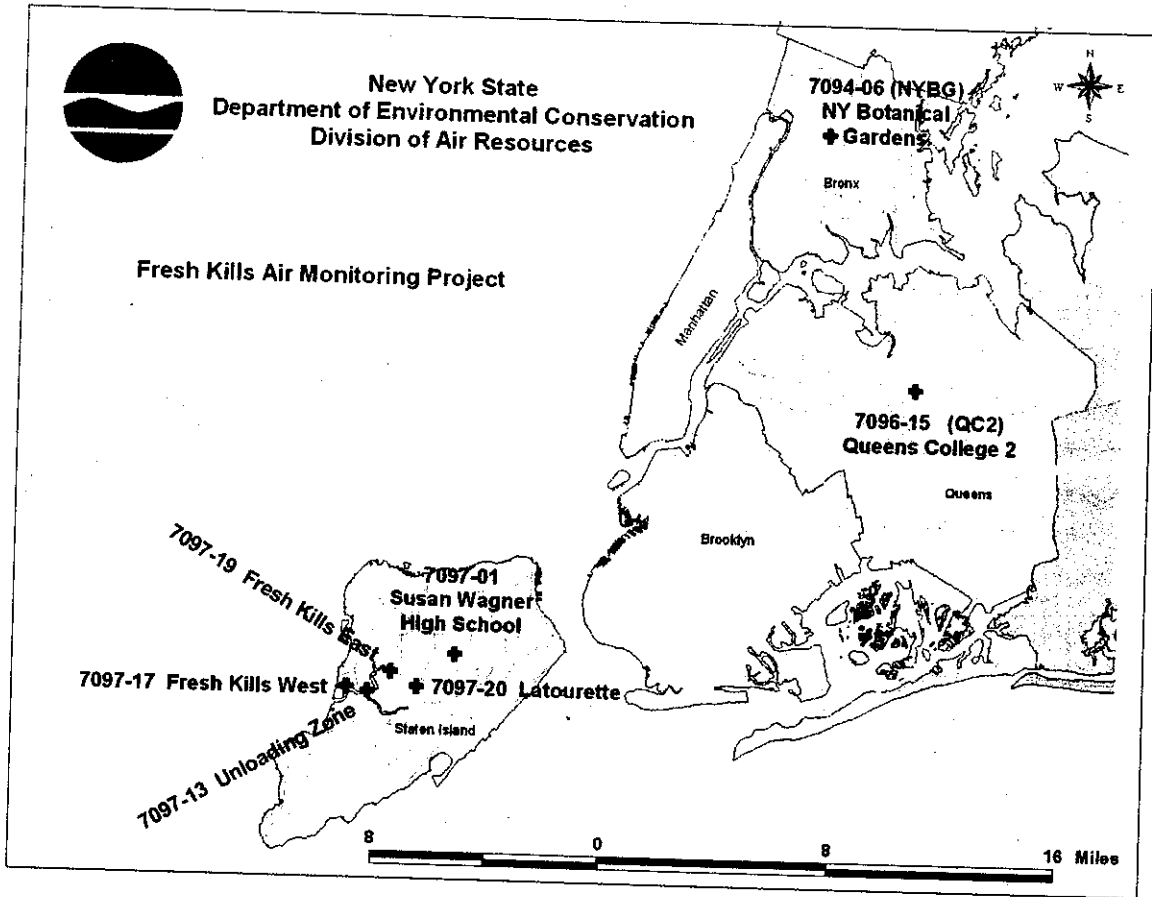 New York State
Department of Environmental Conservation
Division of Air Resources
Fresh Kills Air Monitoring Project
N
W E
S
7094-06 (NYBG)
NY Botanical
Gardens
Bronx
Manhattan
7096-15 (QC2)
Queens College 2
Queens
Brooklyn
7097-19 Fresh Kills East
7097-01
Susan Wagner
High School
7097-17 Fresh Kills West
7097-20 Latourette
7097-13 Unloading Zone
Staten Island
8 0 8 16 Miles